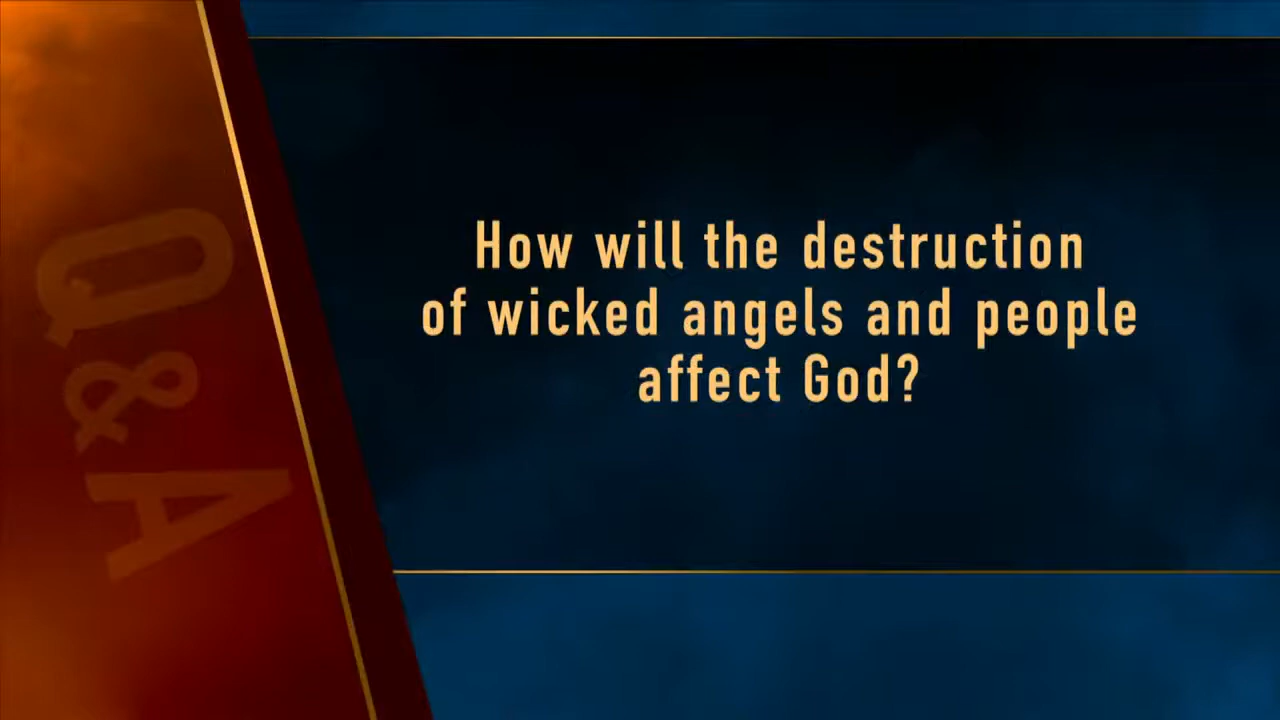 Q&A
How will the destruction
of wicked angels and people
affect God?